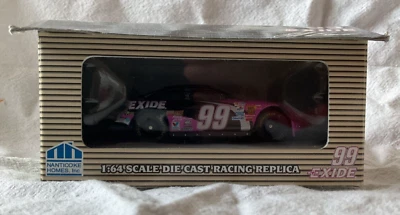 EXIDE
99
NANTICOKE
HOMES, Inc.
1:64 SCALE DIE CAST RACING REPLICA
99
EXIDE